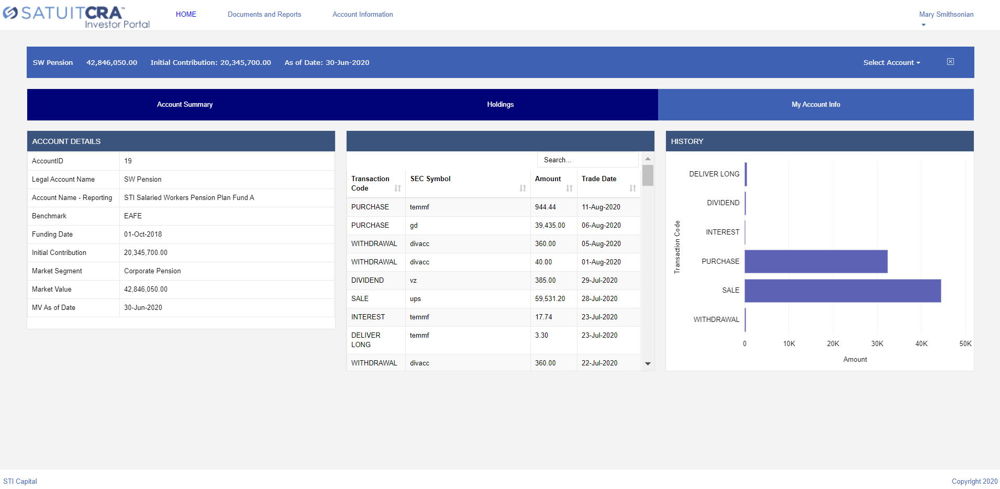 SATUITCRA™
Investor Portal
HOME
Documents and Reports
Account Information
Mary Smithsonian
SW Pension 42,846,050.00 Initial Contribution: 20,345,700.00 As of Date: 30-Jun-2020
Select Account
Account Summary
Holdings
My Account Info
ACCOUNT DETAILS
AccountID 19
Legal Account Name SW Pension
Account Name - Reporting STI Salaried Workers Pension Plan Fund A
Benchmark EAFE
Funding Date 01-Oct-2018
Initial Contribution 20,345,700.00
Market Segment Corporate Pension
Market Value 42,846,050.00
MV As of Date 30-Jun-2020
Search...
Transaction Code SEC Symbol Amount Trade Date
PURCHASE temmf 944.44 11-Aug-2020
PURCHASE gd 39,435.00 06-Aug-2020
WITHDRAWAL divacc 360.00 05-Aug-2020
WITHDRAWAL divacc 40.00 01-Aug-2020
DIVIDEND vz 385.00 29-Jul-2020
SALE ups 59,531.20 28-Jul-2020
INTEREST temmf 17.74 23-Jul-2020
DELIVER LONG temmf 3.30 23-Jul-2020
WITHDRAWAL divacc 360.00 22-Jul-2020
HISTORY
Transaction Code
DELIVER LONG
DIVIDEND
INTEREST
PURCHASE
SALE
WITHDRAWAL
0 10K 20K 30K 40K 50K
Amount
STI Capital
Copyright 2020